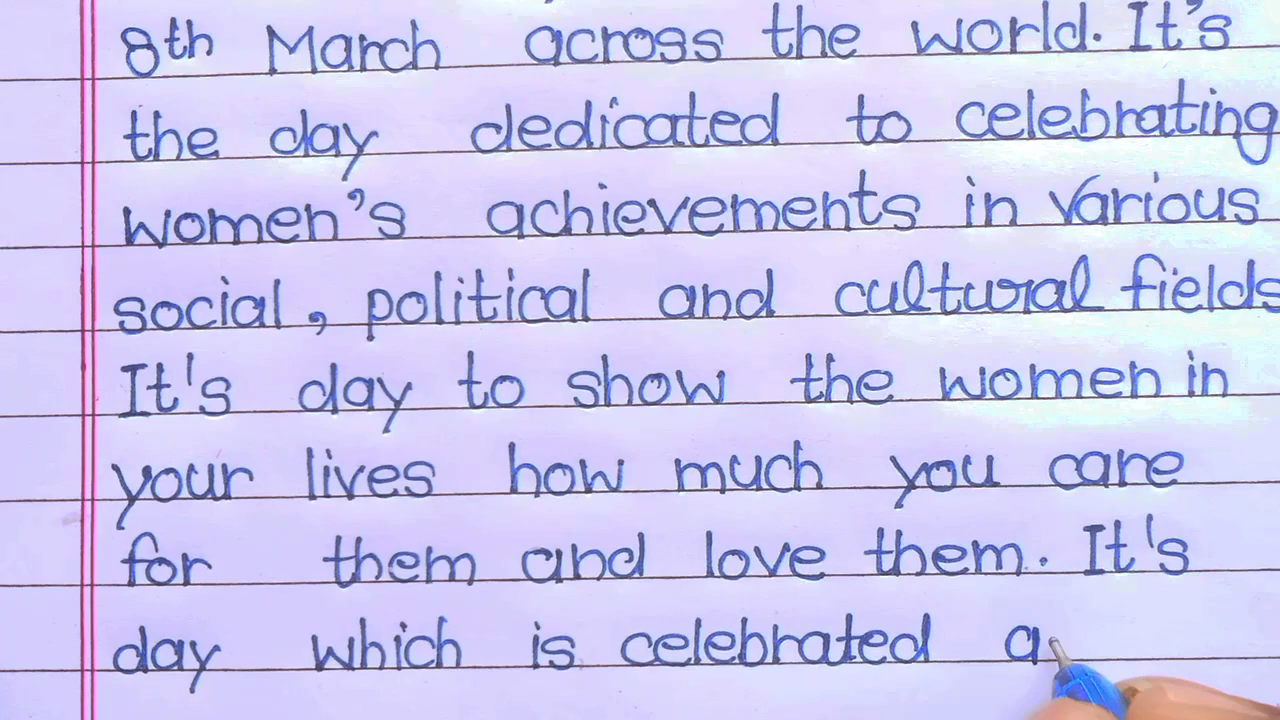 8th March across the world. It's
the day dedicated to celebrating
women's achievements in various
social, political and cultural fields
It's day to show the women in
your lives how much you care
for them and love them. It's
day which is celebrated a